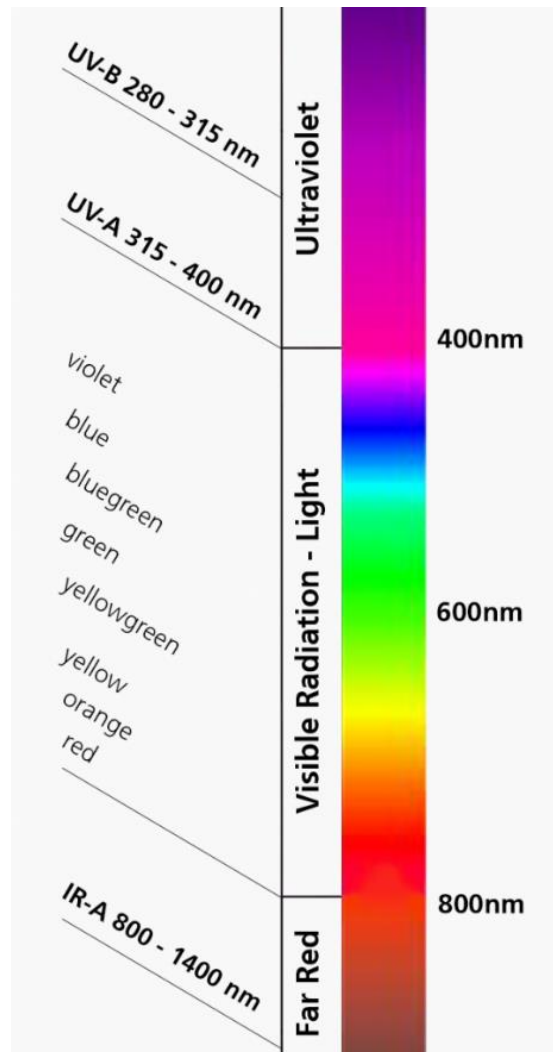 UV-B 280 - 315 nm
Ultraviolet
UV-A 315 - 400 nm
400nm
violet
blue
bluegreen
green
yellowgreen
yellow
orange
red
Visible Radiation - Light
600nm
800nm
IR-A 800 - 1400 nm
Far Red